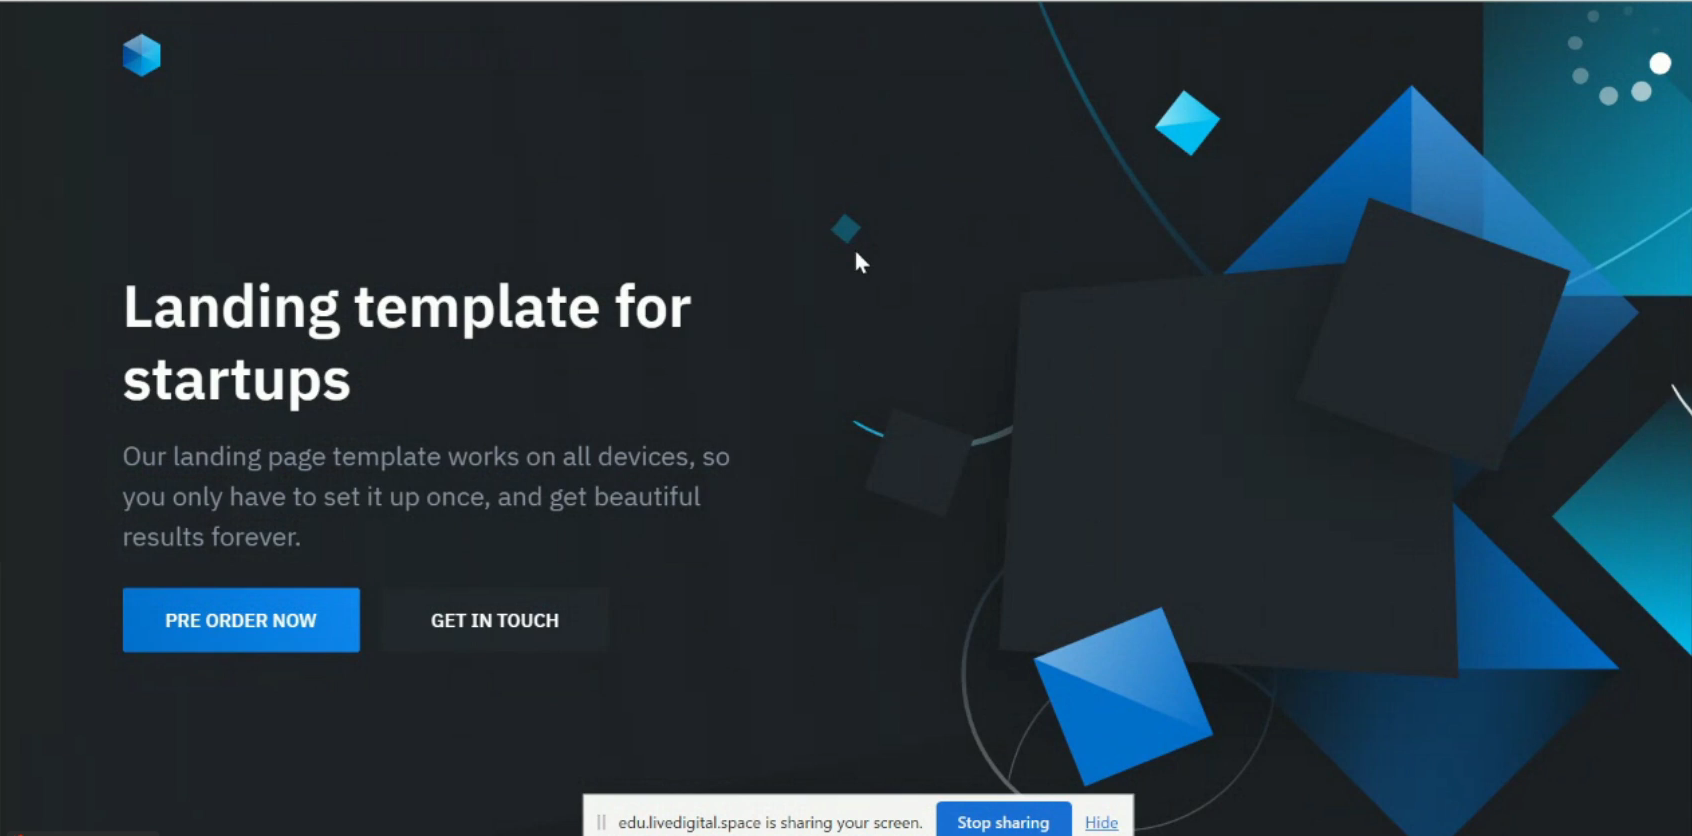 Landing template for
startups
Our landing page template works on all devices, so
you only have to set it up once, and get beautiful
results forever.
PRE ORDER NOW
GET IN TOUCH
edu.livedigital.space is sharing your screen.
Stop sharing
Hide